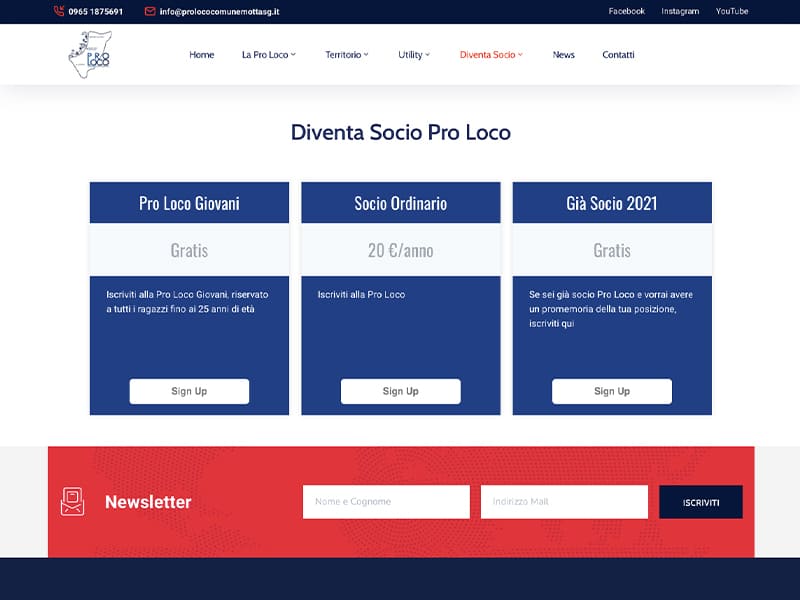 0965 1875691
info@prolococomunemottasg.it
Facebook
Instagram
YouTube
PRO
LOCO
Home
La Pro Loco
Territorio
Utility
Diventa Socio
News
Contatti
Diventa Socio Pro Loco
Pro Loco Giovani
Gratis
Iscriviti alla Pro Loco Giovani, riservato
a tutti i ragazzi fino ai 25 anni di età
Sign Up
Socio Ordinario
20 €/anno
Iscriviti alla Pro Loco
Sign Up
Già Socio 2021
Gratis
Se sei già socio Pro Loco e vorrai avere
un promemoria della tua posizione,
iscriviti qui
Sign Up
Newsletter
Nome e Cognome
Indirizzo Mail
ISCRIVITI